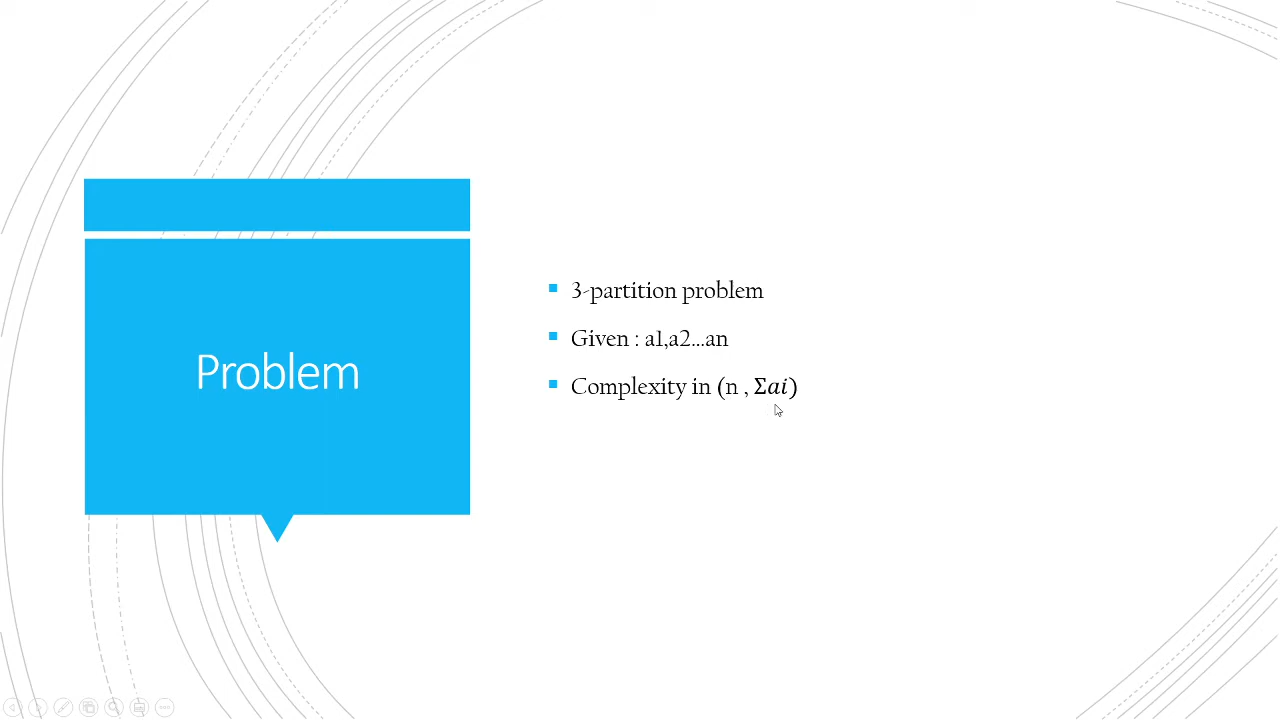 Problem
3-partition problem
Given : a1,a2...an
Complexity in (n , Σai)